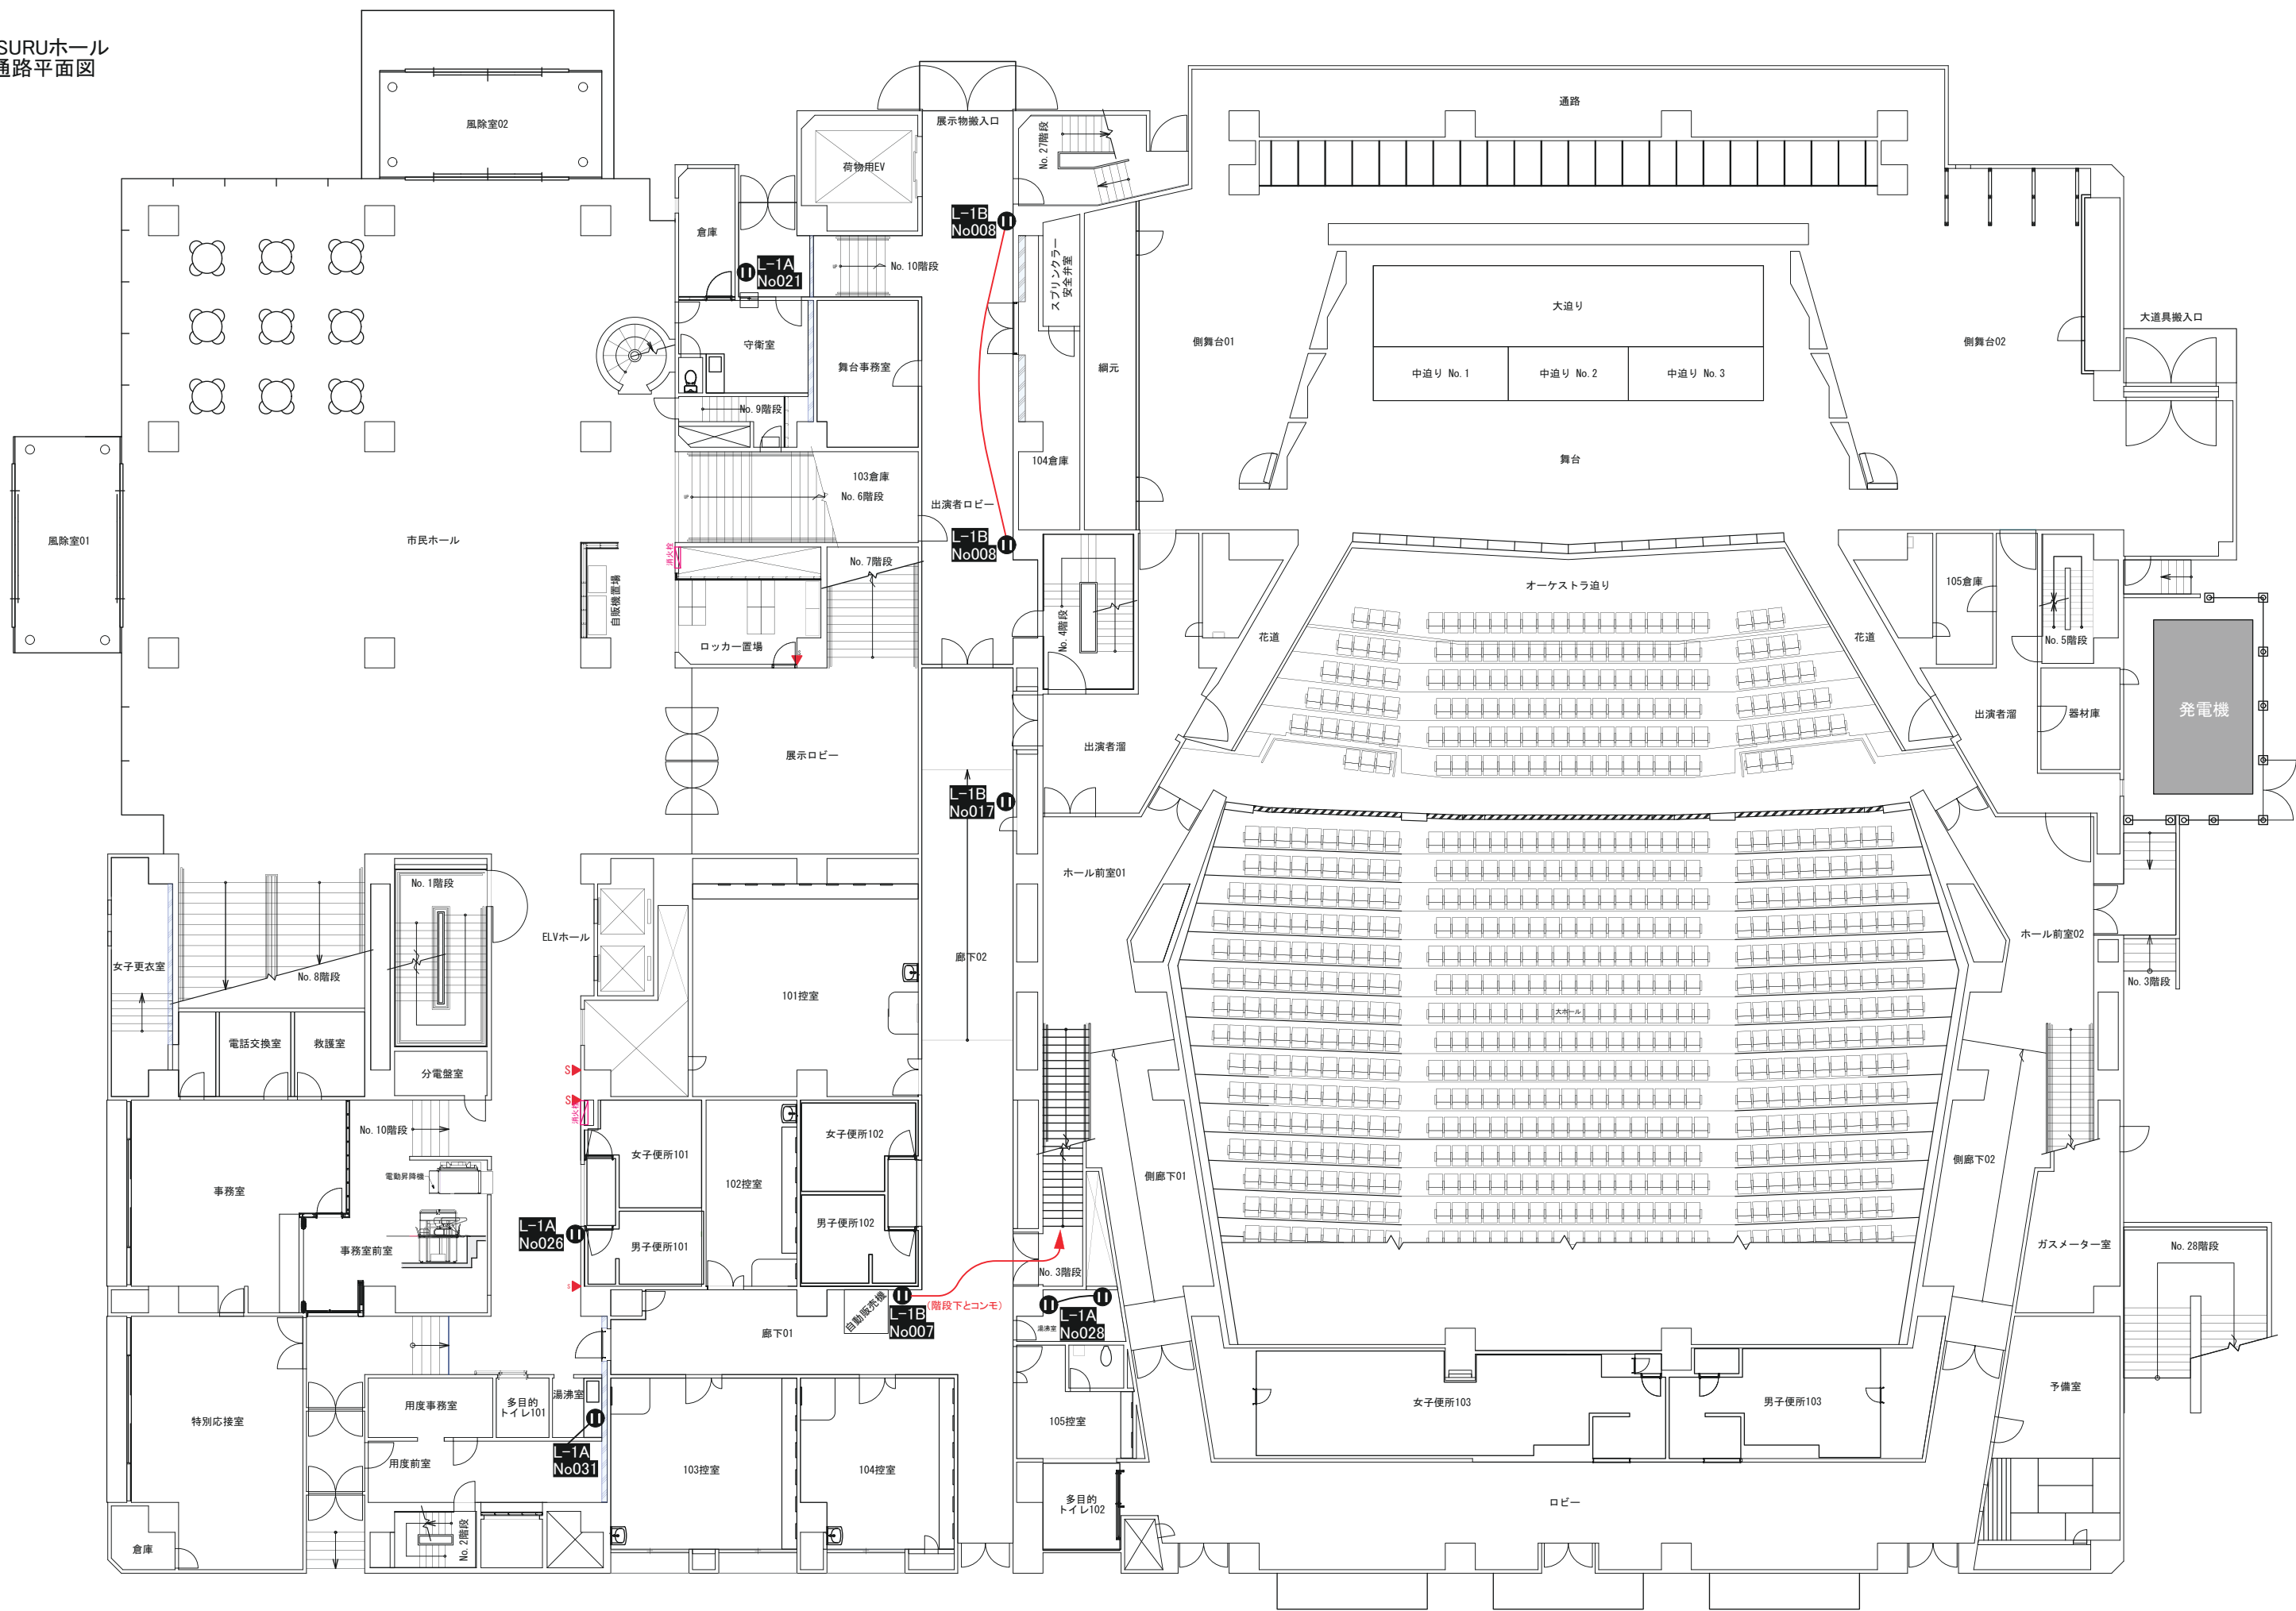 SURUホール
通路平面図
風除室02
展示物搬入口
通路
No.27階段
荷物用EV
倉庫
L-1A
No021
No.10階段
L-1B
No008
スプリンクラー
安全弁室
大迫り
中迫り No.1
中迫り No.2
中迫り No.3
側舞台01
側舞台02
大道具搬入口
守衛室
舞台事務室
綱元
No.9階段
104倉庫
舞台
103倉庫
No.6階段
出演者ロビー
風除室01
市民ホール
L-1B
No008
消火栓
No.7階段
自販機置場
ロッカー置場
No.4階段
オーケストラ迫り
花道
花道
105倉庫
No.5階段
発電機
器材庫
出演者溜
出演者溜
展示ロビー
L-1B
No017
ホール前室01
No.1階段
ELVホール
廊下02
ホール前室02
女子更衣室
No.8階段
101控室
大ホール
No.3階段
電話交換室
救護室
分電盤室
S
S
消火栓
No.10階段
女子便所101
女子便所102
電動昇降機
事務室
102控室
側廊下01
側廊下02
L-1A
No026
男子便所101
男子便所102
事務室前室
ガスメーター室
No.28階段
No.3階段
自動販売機
L-1B
No007
(階段下とコンモ)
湯沸室
L-1A
No028
廊下01
特別応接室
用度事務室
多目的
トイレ101
湯沸室
女子便所103
男子便所103
予備室
105控室
L-1A
No031
用度前室
103控室
104控室
多目的
トイレ102
ロビー
倉庫
No.2階段